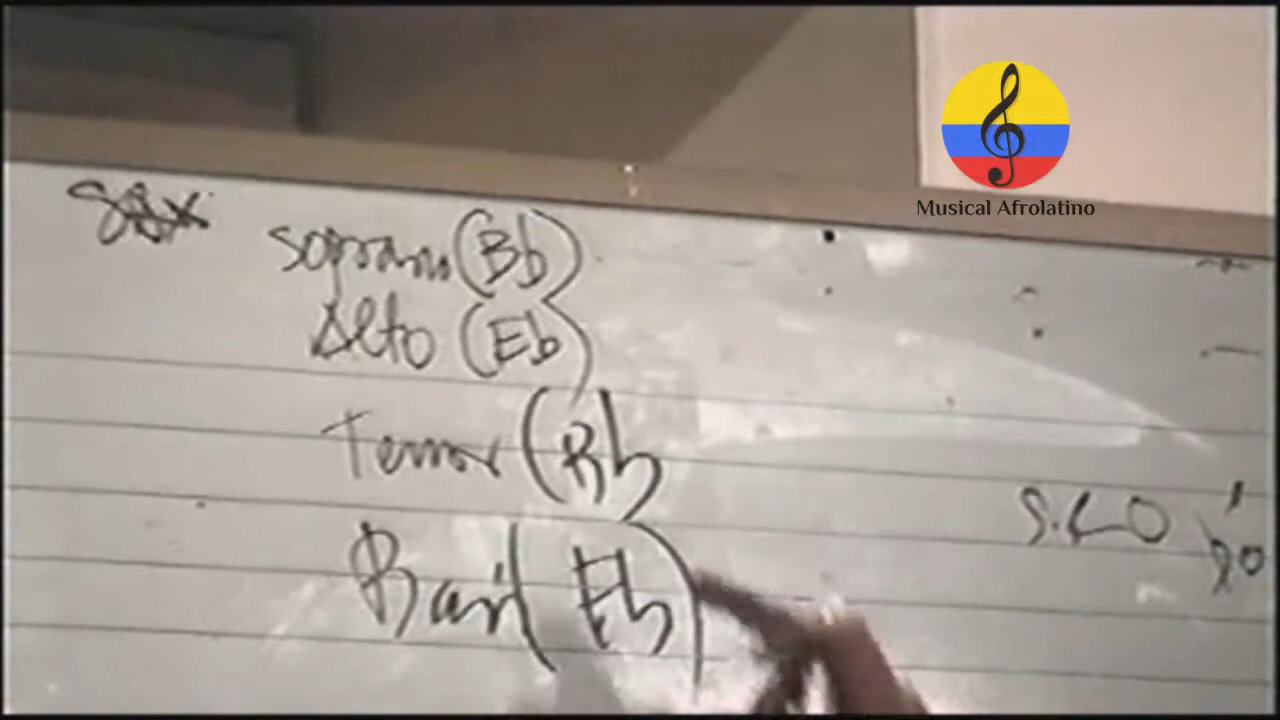 Musical Afrolatino
Sax Soprano (Bb)
Alto (Eb)
Tenor (Bb
Bari (Eb)